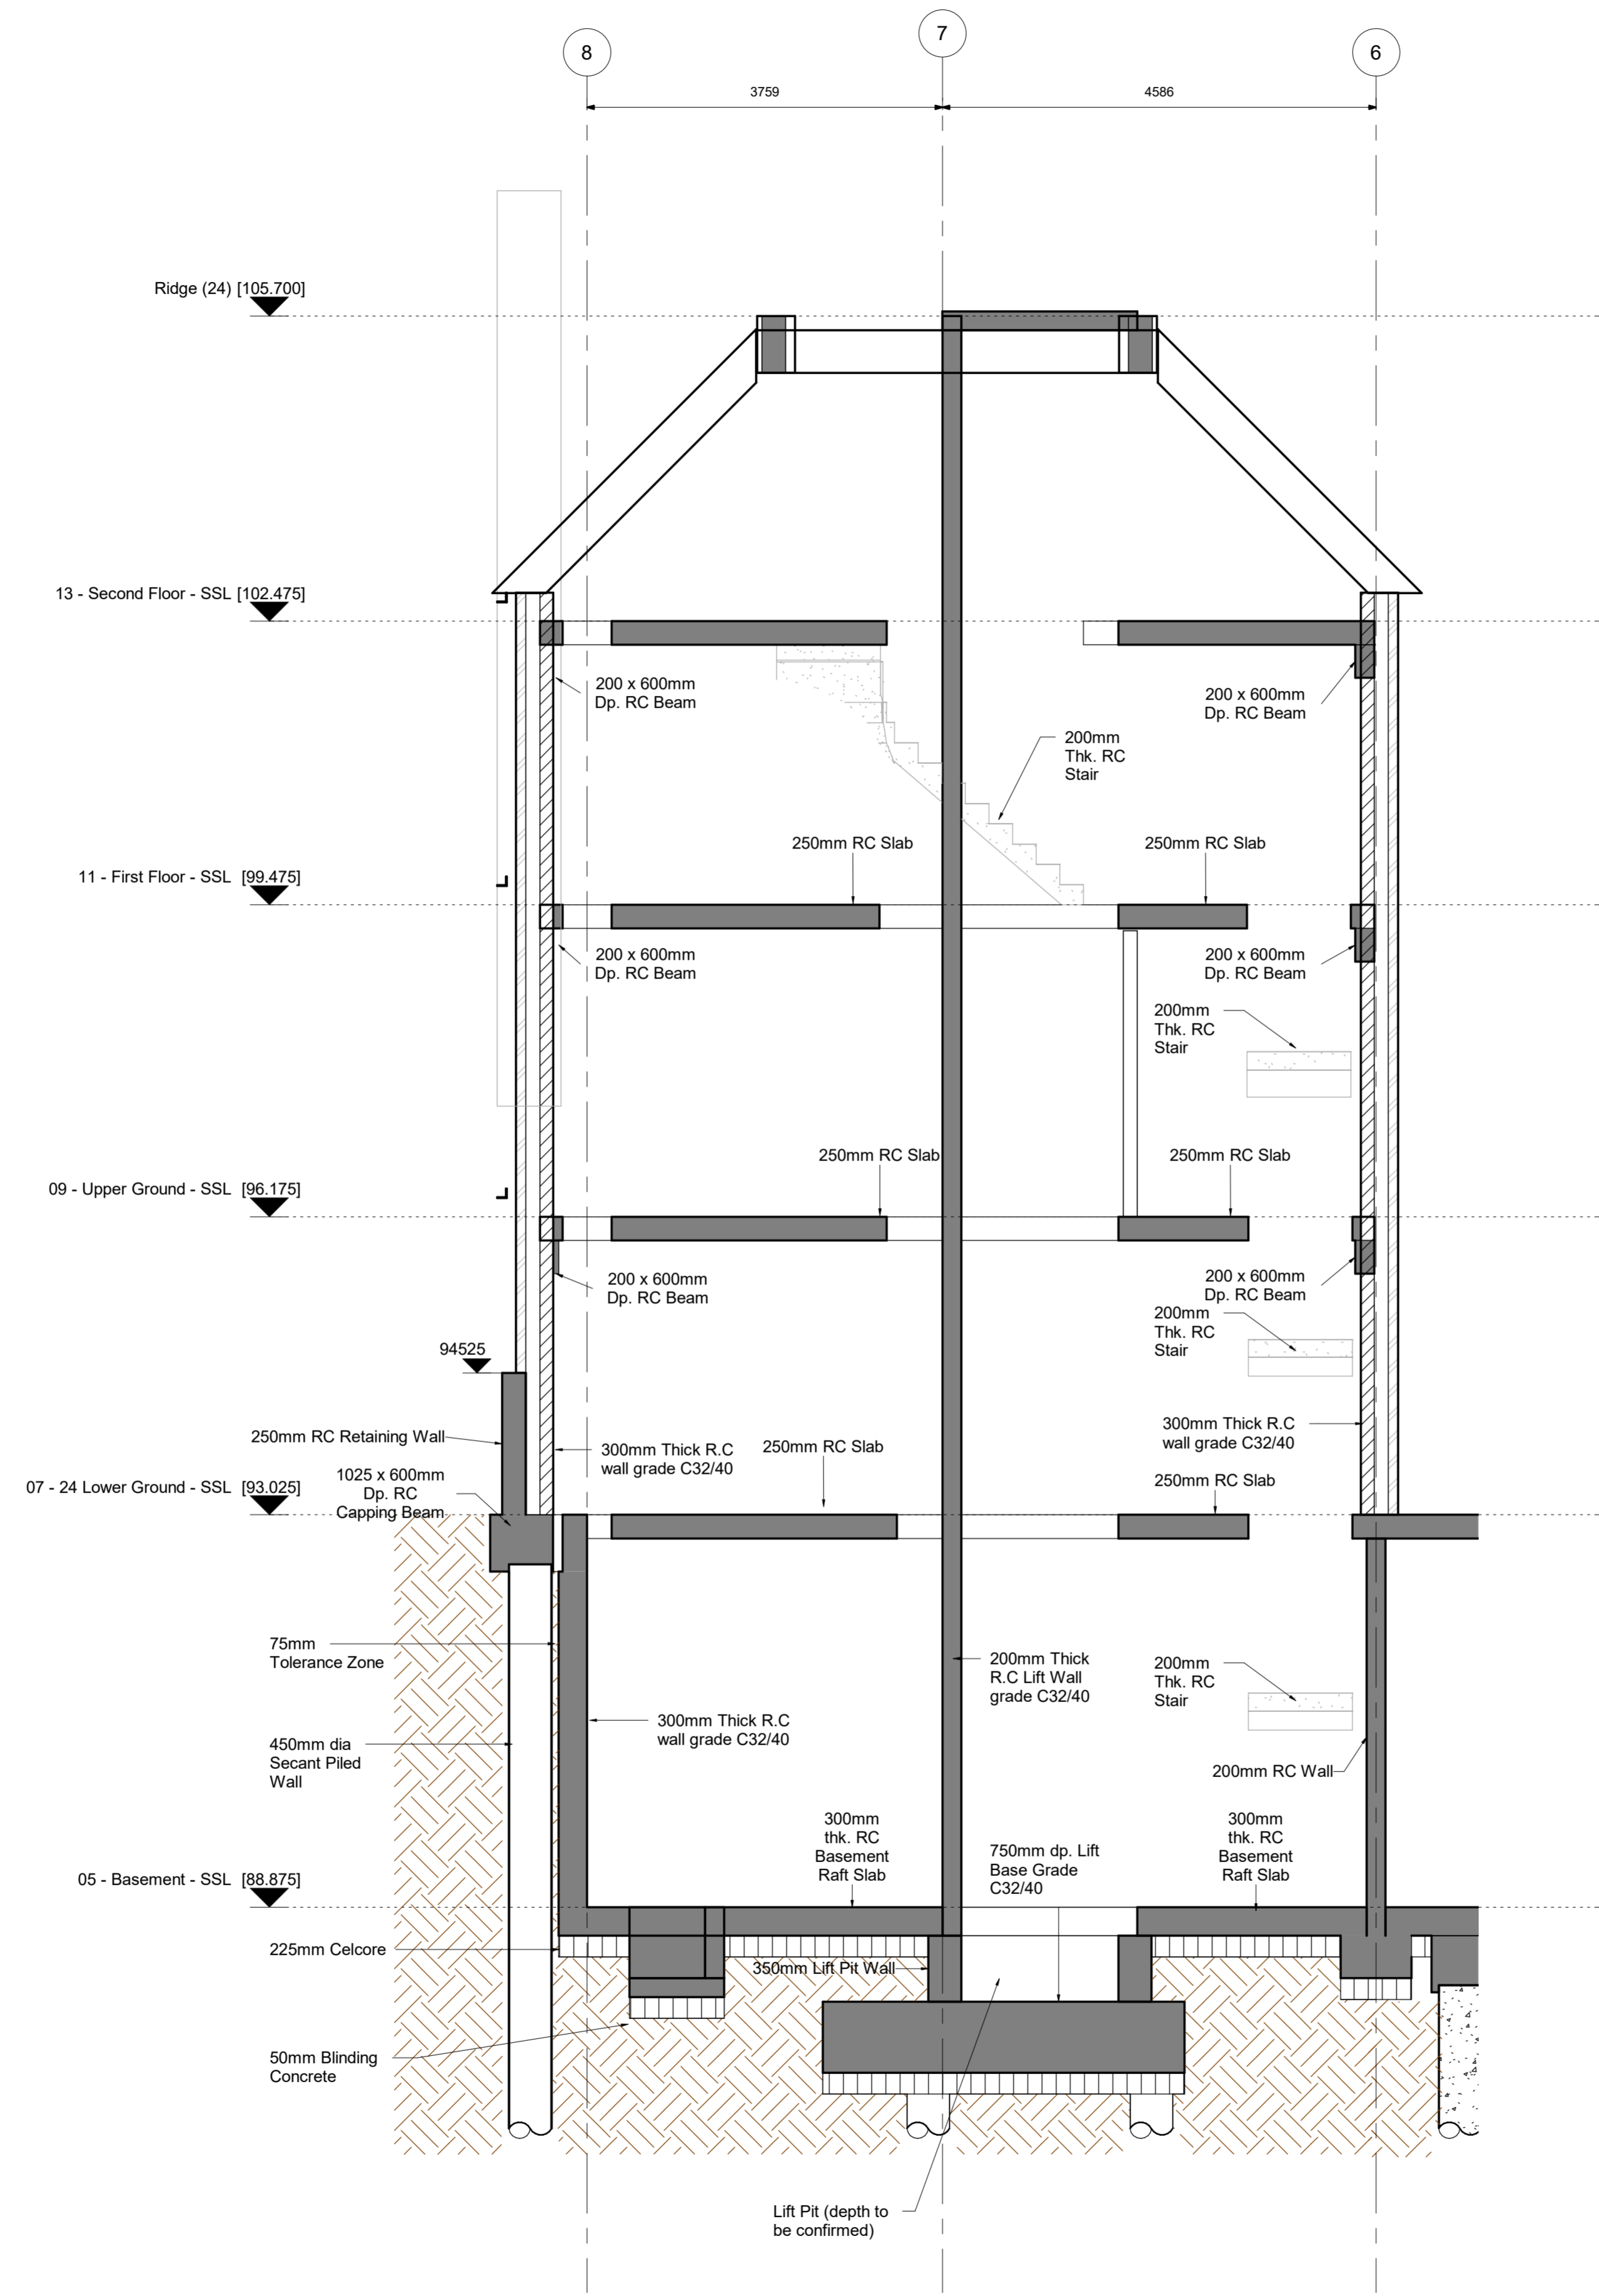 8
7
6
3759
4586
Ridge (24) [105.700]
13 - Second Floor - SSL [102.475]
200 x 600mm
Dp. RC Beam
200 x 600mm
Dp. RC Beam
200mm
Thk. RC
Stair
250mm RC Slab
250mm RC Slab
11 - First Floor - SSL [99.475]
200 x 600mm
Dp. RC Beam
200 x 600mm
Dp. RC Beam
200mm
Thk. RC
Stair
250mm RC Slab
250mm RC Slab
09 - Upper Ground - SSL [96.175]
200 x 600mm
Dp. RC Beam
200 x 600mm
Dp. RC Beam
200mm
Thk. RC
Stair
94525
250mm RC Retaining Wall
300mm Thick R.C
wall grade C32/40
250mm RC Slab
300mm Thick R.C
wall grade C32/40
1025 x 600mm
Dp. RC
Capping Beam
250mm RC Slab
07 - 24 Lower Ground - SSL [93.025]
75mm
Tolerance Zone
200mm Thick
R.C Lift Wall
grade C32/40
200mm
Thk. RC
Stair
300mm Thick R.C
wall grade C32/40
450mm dia
Secant Piled
Wall
200mm RC Wall
300mm
thk. RC
Basement
Raft Slab
750mm dp. Lift
Base Grade
C32/40
300mm
thk. RC
Basement
Raft Slab
05 - Basement - SSL [88.875]
225mm Celcore
350mm Lift Pit Wall
50mm Blinding
Concrete
Lift Pit (depth to
be confirmed)